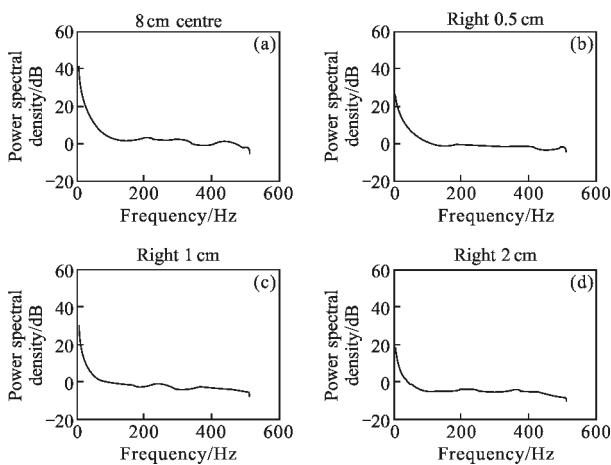 8 cm centre
(a)
Power spectral
density/dB
60
40
20
0
−20
0
200
400
600
Frequency/Hz
Right 0.5 cm
(b)
Power spectral
density/dB
60
40
20
0
−20
0
200
400
600
Frequency/Hz
Right 1 cm
(c)
Power spectral
density/dB
60
40
20
0
−20
0
200
400
600
Frequency/Hz
Right 2 cm
(d)
Power spectral
density/dB
60
40
20
0
−20
0
200
400
600
Frequency/Hz